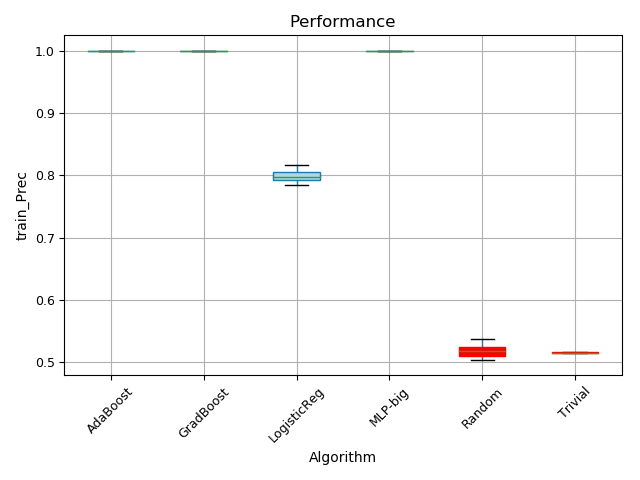 Performance
train_Prec
1.0
0.9
0.8
0.7
0.6
0.5
AdaBoost
GradBoost
LogisticReg
MLP-big
Random
Trivial
Algorithm